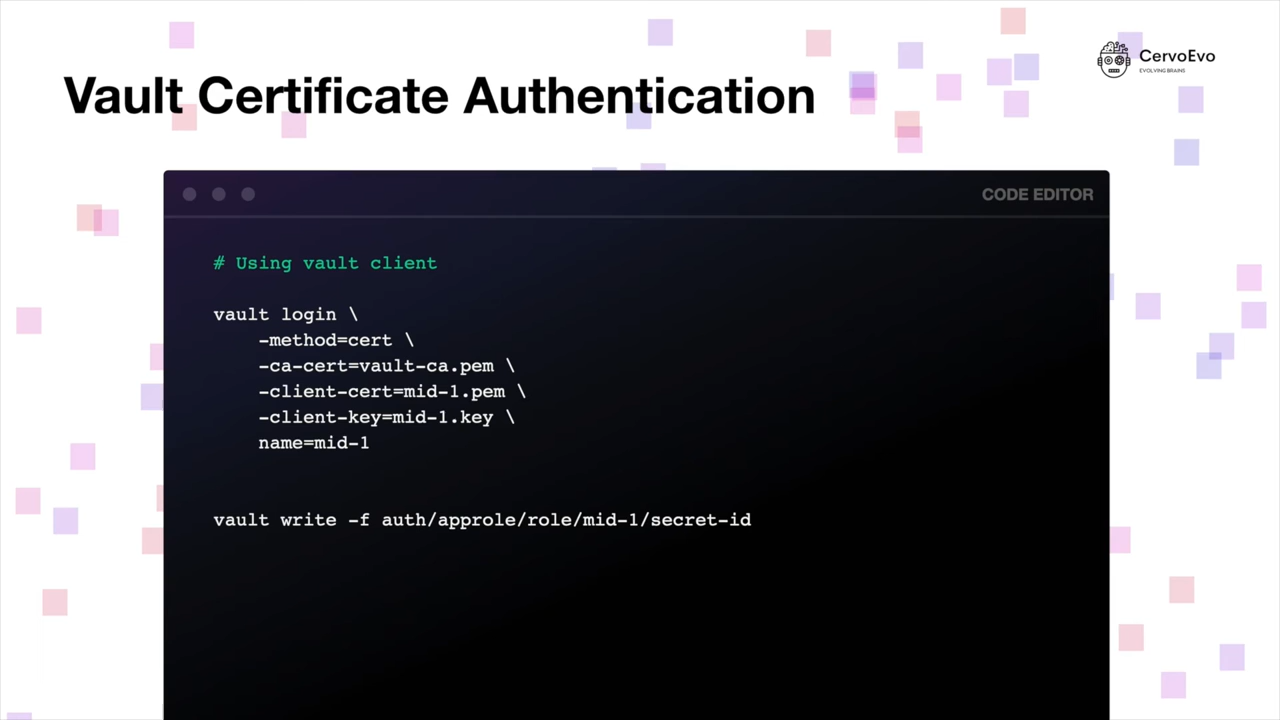 CervoEvo
EVOLVING BRAINS
Vault Certificate Authentication
CODE EDITOR
# Using vault client
vault login \
-method=cert \
-ca-cert=vault-ca.pem \
-client-cert=mid-1.pem \
-client-key=mid-1.key \
name=mid-1
vault write -f auth/approle/role/mid-1/secret-id